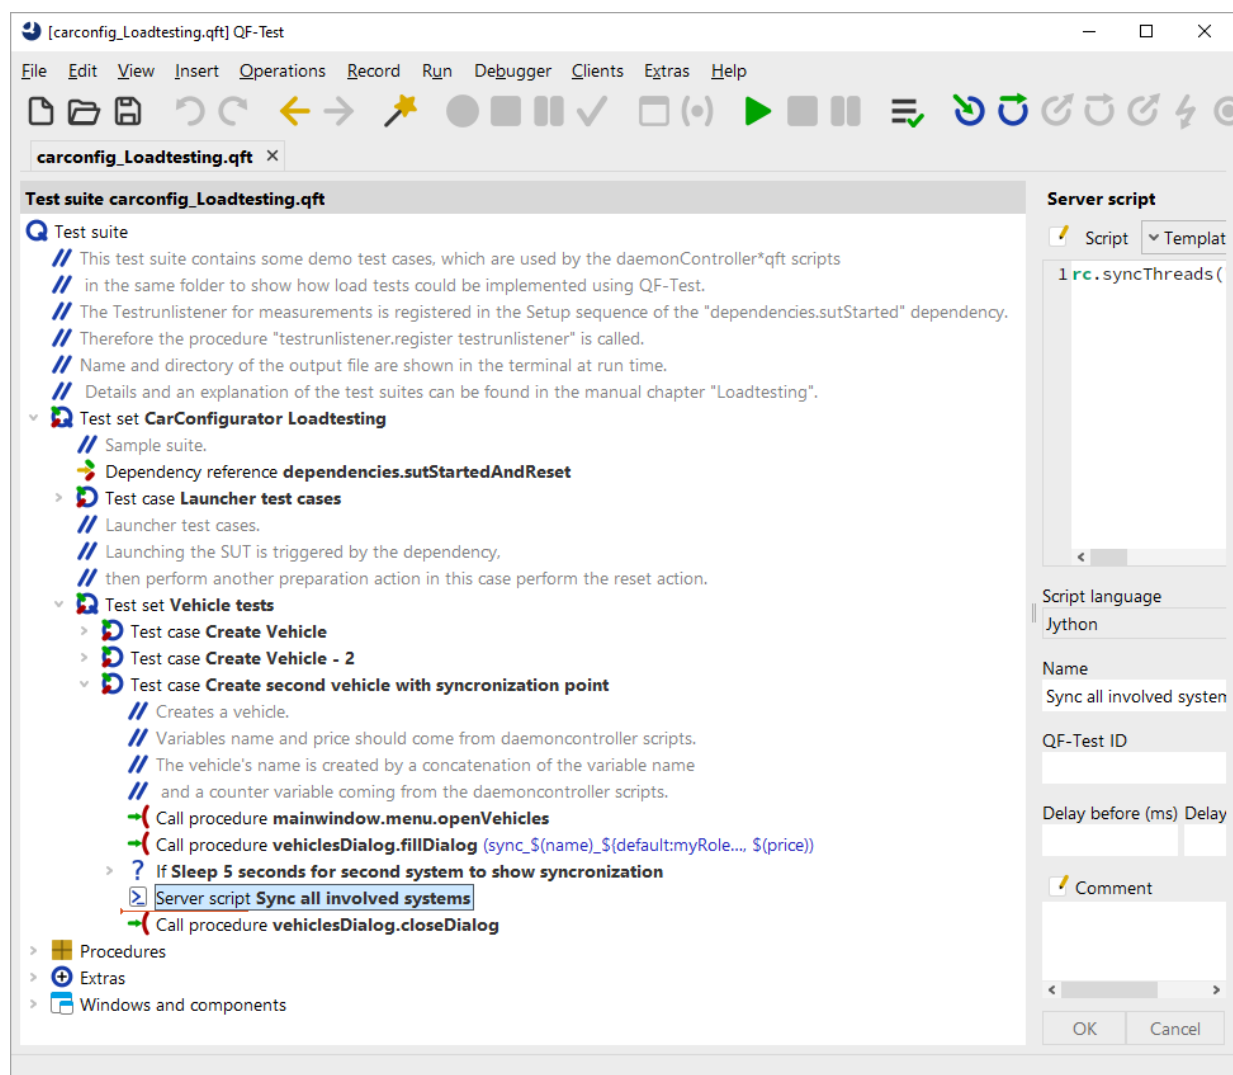 [carconfig_Loadtesting.qft] QF-Test
File Edit View Insert Operations Record Run Debugger Clients Extras Help
carconfig_Loadtesting.qft
Test suite carconfig_Loadtesting.qft
Test suite
// This test suite contains some demo test cases, which are used by the daemonController*qft scripts
// in the same folder to show how load tests could be implemented using QF-Test.
// The Testrunlistener for measurements is registered in the Setup sequence of the "dependencies.sutStarted" dependency.
// Therefore the procedure "testrunlistener.register testrunlistener" is called.
// Name and directory of the output file are shown in the terminal at run time.
// Details and an explanation of the test suites can be found in the manual chapter "Loadtesting".
Test set CarConfigurator Loadtesting
// Sample suite.
Dependency reference dependencies.sutStartedAndReset
Test case Launcher test cases
// Launcher test cases.
// Launching the SUT is triggered by the dependency,
// then perform another preparation action in this case perform the reset action.
Test set Vehicle tests
Test case Create Vehicle
Test case Create Vehicle - 2
Test case Create second vehicle with syncronization point
// Creates a vehicle.
// Variables name and price should come from daemoncontroller scripts.
// The vehicle's name is created by a concatenation of the variable name
// and a counter variable coming from the daemoncontroller scripts.
Call procedure mainwindow.menu.openVehicles
Call procedure vehiclesDialog.fillDialog (sync_$(name)_${default:myRole..., $(price))
If Sleep 5 seconds for second system to show syncronization
Server script Sync all involved systems
Call procedure vehiclesDialog.closeDialog
Procedures
Extras
Windows and components
Server script
Script Templat
1 rc.syncThreads(
Script language
Jython
Name
Sync all involved system
QF-Test ID
Delay before (ms) Delay
Comment
OK Cancel